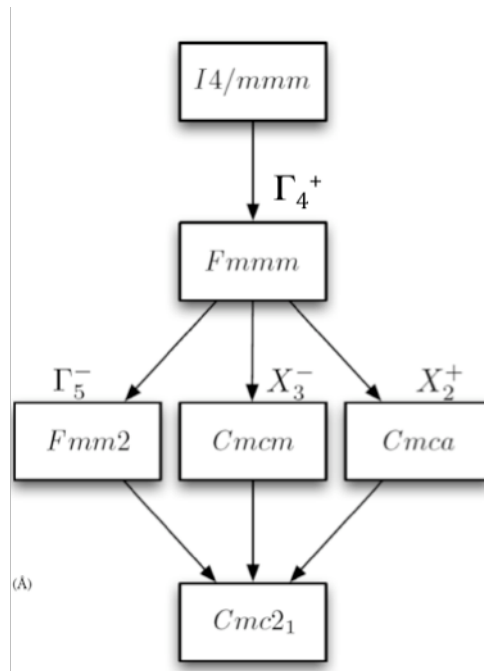 I4/mmm
Γ₄⁺
Fmmm
Γ₅⁻ X₃⁻ X₂⁺
Fmm2 Cmcm Cmca
(Å)
Cmc2₁